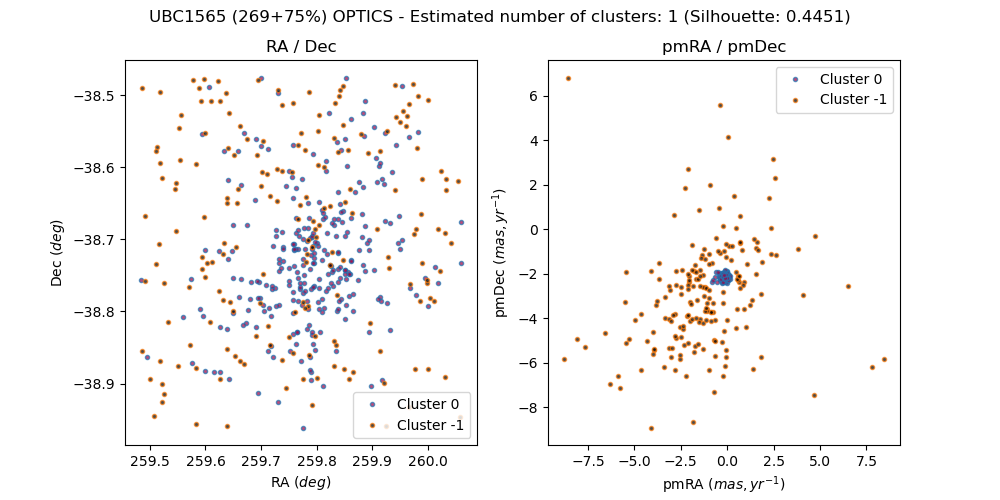 UBC1565 (269+75%) OPTICS - Estimated number of clusters: 1 (Silhouette: 0.4451)
RA / Dec
Dec (deg)
−38.5
−38.6
−38.7
−38.8
−38.9
Cluster 0
Cluster -1
259.5 259.6 259.7 259.8 259.9 260.0
RA (deg)
pmRA / pmDec
pmDec (mas, yr⁻¹)
6
4
2
0
−2
−4
−6
−8
Cluster 0
Cluster -1
−7.5 −5.0 −2.5 0.0 2.5 5.0 7.5
pmRA (mas, yr⁻¹)